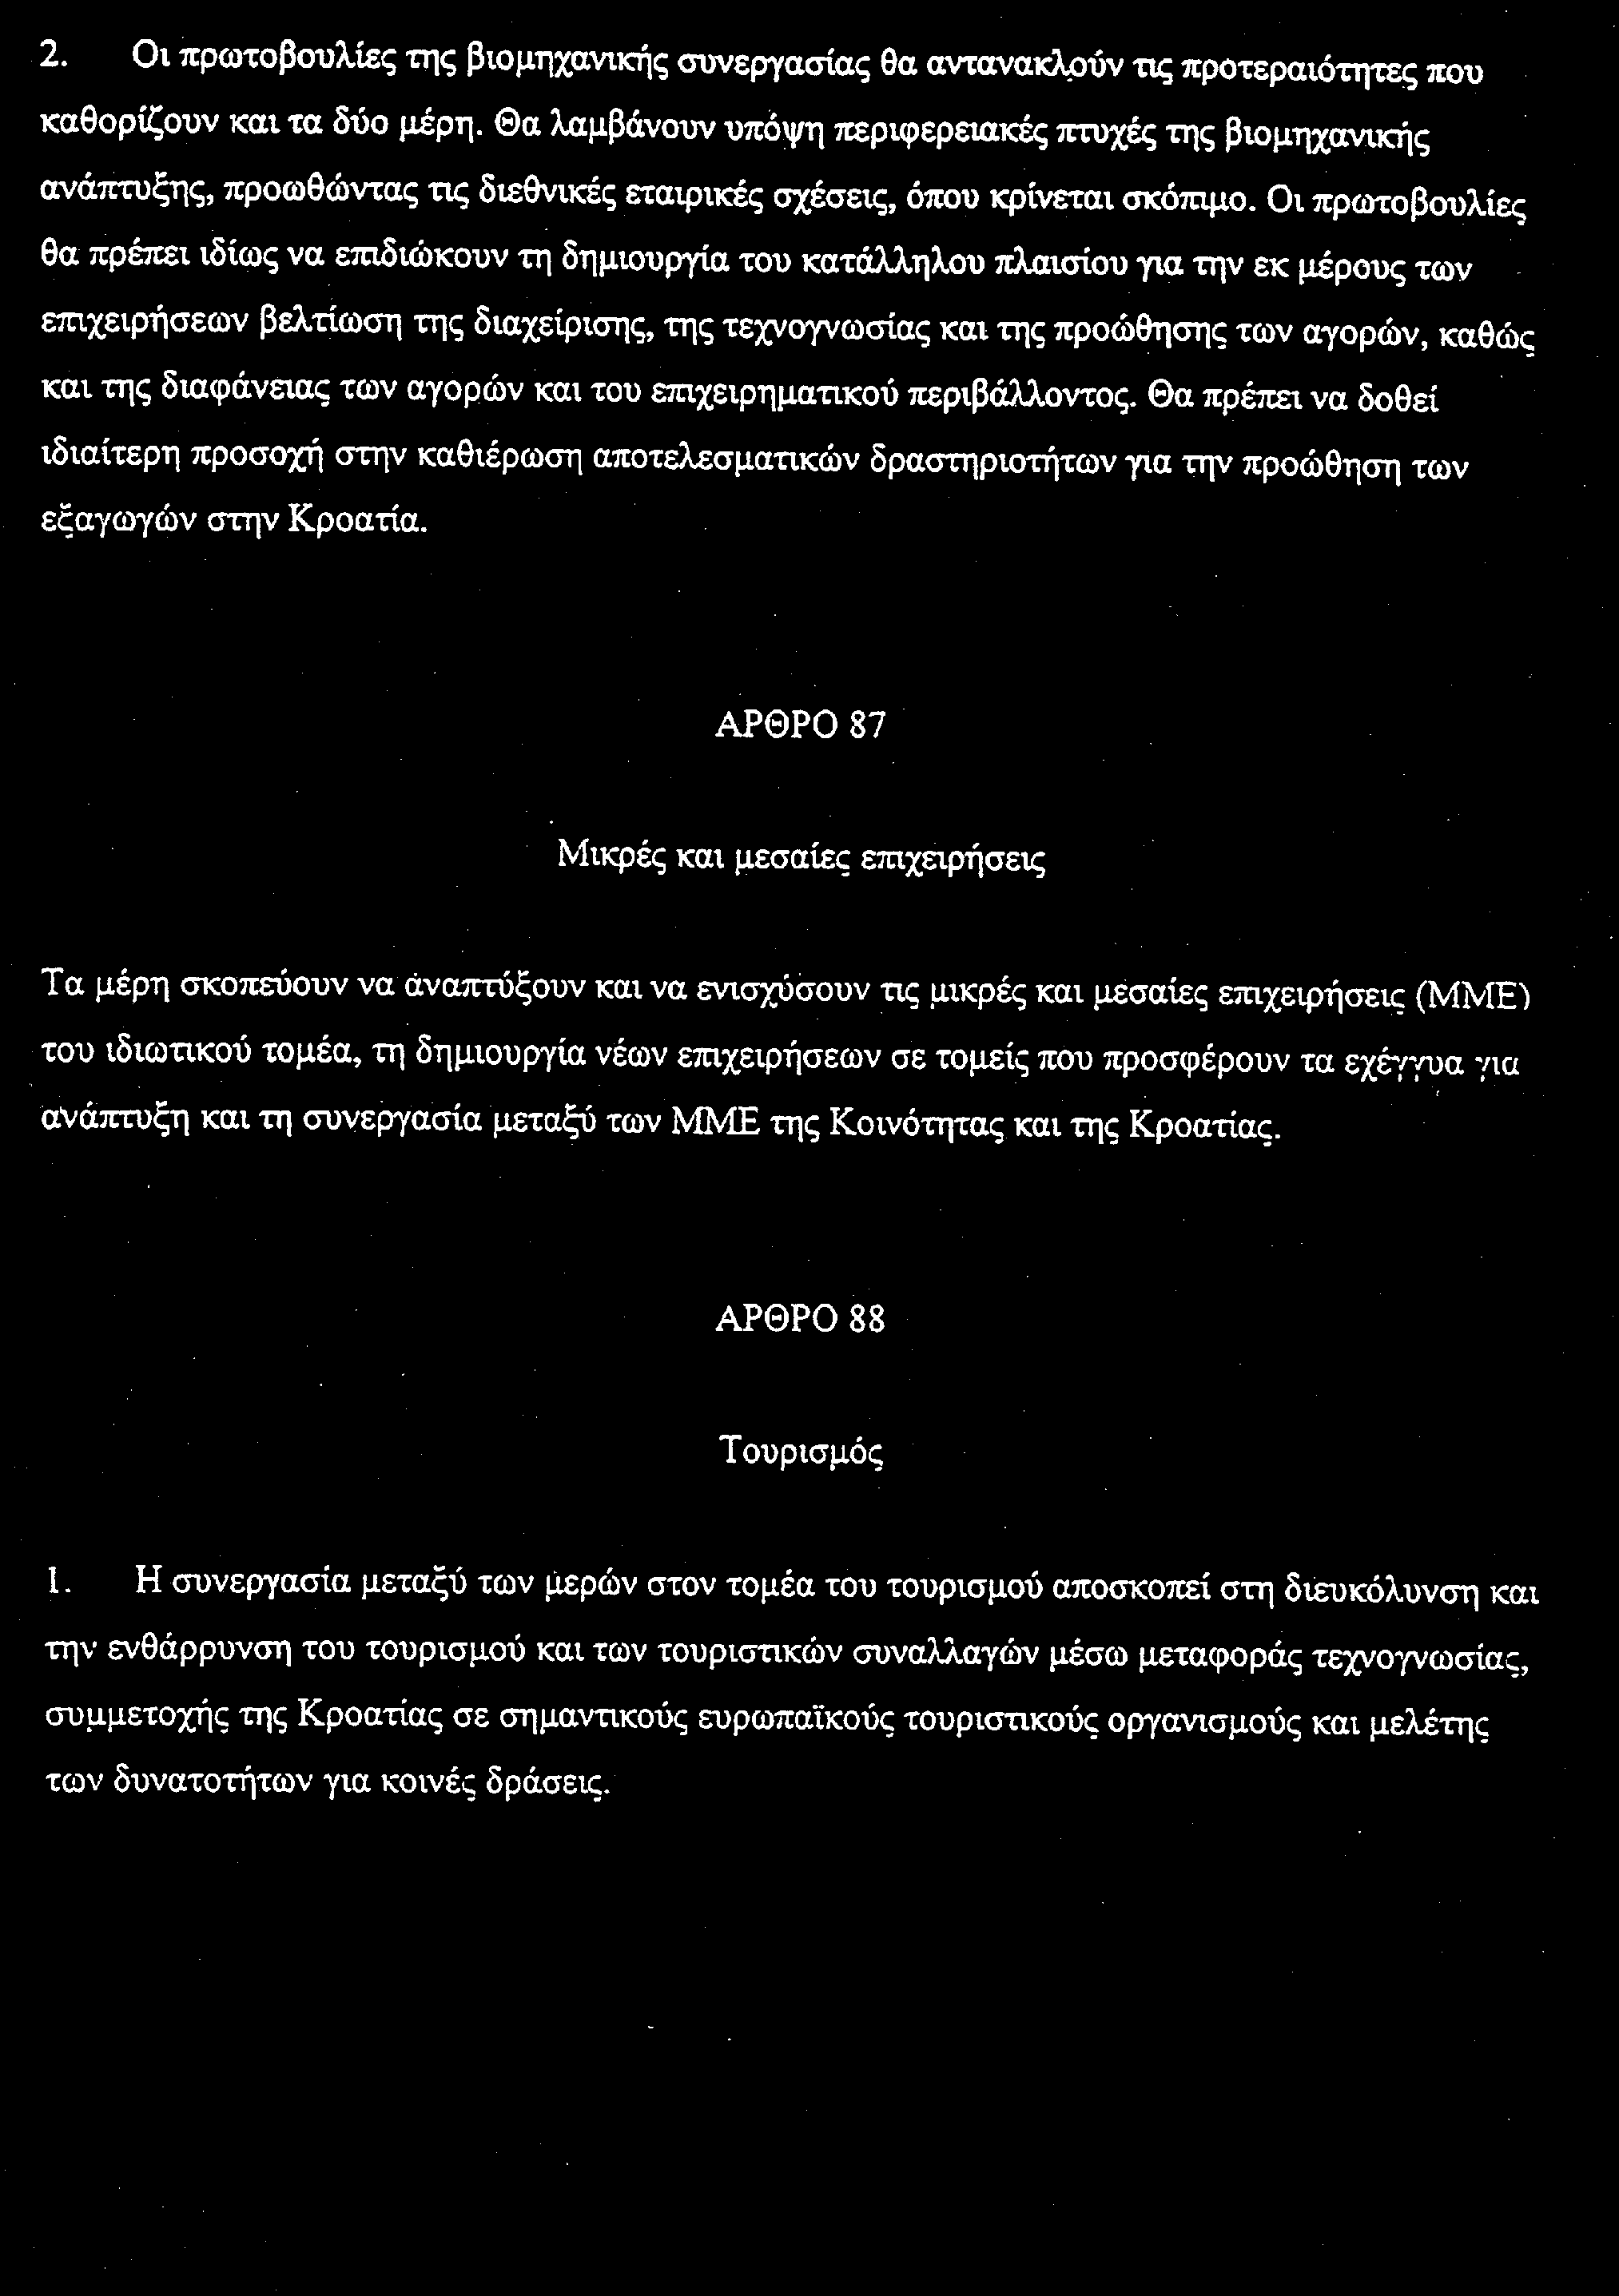 2. Οι πρωτοβουλίες της βιομηχανικής συνεργασίας θα αντανακλούν τις προτεραιότητες που
καθορίζουν και τα δύο μέρη. Θα λαμβάνουν υπόψη περιφερειακές πτυχές της βιομηχανικής
ανάπτυξης, προωθώντας τις διεθνικές εταιρικές σχέσεις, όπου κρίνεται σκόπιμο. Οι πρωτοβουλίες
θα πρέπει ιδίως να επιδιώκουν τη δημιουργία του κατάλληλου πλαισίου για την εκ μέρους των
επιχειρήσεων βελτίωση της διαχείρισης, της τεχνογνωσίας και της προώθησης των αγορών, καθώς
και της διαφάνειας των αγορών και του επιχειρηματικού περιβάλλοντος. Θα πρέπει να δοθεί
ιδιαίτερη προσοχή στην καθιέρωση αποτελεσματικών δραστηριοτήτων για την προώθηση των
εξαγωγών στην Κροατία.
ΑΡΘΡΟ 87
Μικρές και μεσαίες επιχειρήσεις
Τα μέρη σκοπεύουν να αναπτύξουν και να ενισχύσουν τις μικρές και μεσαίες επιχειρήσεις (ΜΜΕ)
του ιδιωτικού τομέα, τη δημιουργία νέων επιχειρήσεων σε τομείς που προσφέρουν τα εχέγγυα για
ανάπτυξη και τη συνεργασία μεταξύ των ΜΜΕ της Κοινότητας και της Κροατίας.
ΑΡΘΡΟ 88
Τουρισμός
1. Η συνεργασία μεταξύ των μερών στον τομέα του τουρισμού αποσκοπεί στη διευκόλυνση και
την ενθάρρυνση του τουρισμού και των τουριστικών συναλλαγών μέσω μεταφοράς τεχνογνωσίας,
συμμετοχής της Κροατίας σε σημαντικούς ευρωπαϊκούς τουριστικούς οργανισμούς και μελέτης
των δυνατοτήτων για κοινές δράσεις.